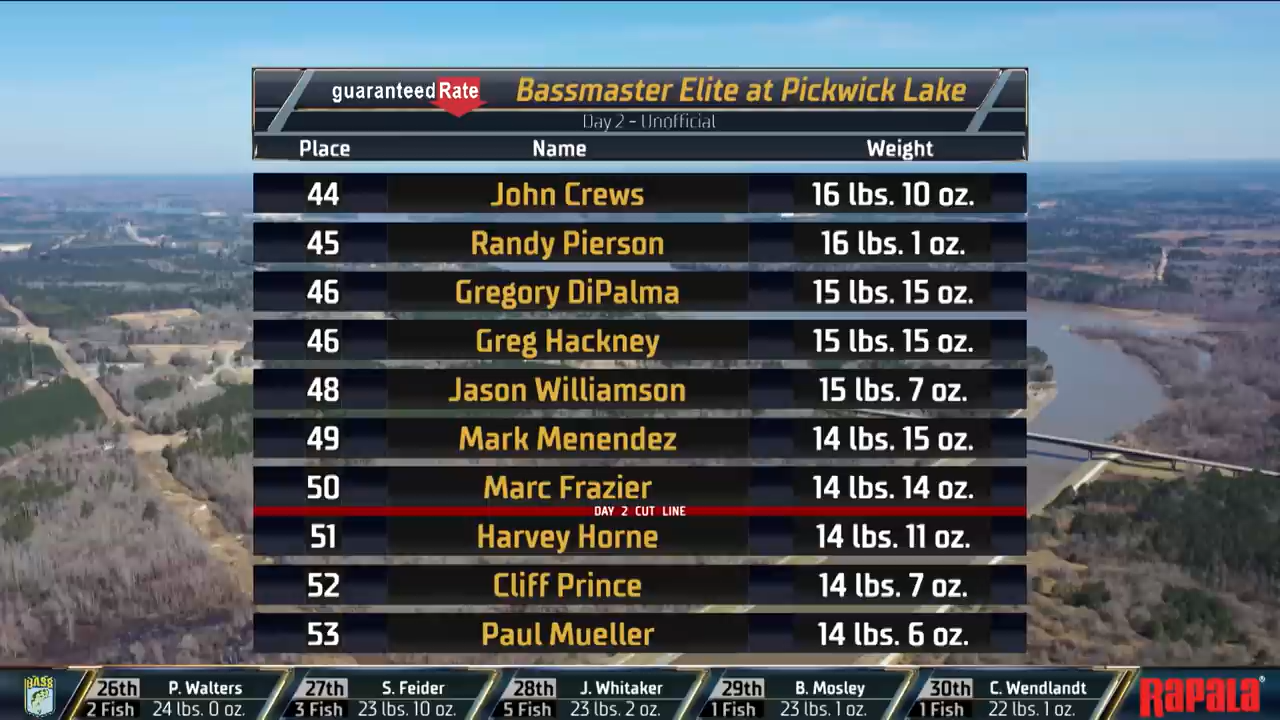 guaranteed Rate Bassmaster Elite at Pickwick Lake
Day 2 - Unofficial
Place Name Weight
44 John Crews 16 lbs. 10 oz.
45 Randy Pierson 16 lbs. 1 oz.
46 Gregory DiPalma 15 lbs. 15 oz.
46 Greg Hackney 15 lbs. 15 oz.
48 Jason Williamson 15 lbs. 7 oz.
49 Mark Menendez 14 lbs. 15 oz.
50 Marc Frazier 14 lbs. 14 oz.
DAY 2 CUT LINE
51 Harvey Horne 14 lbs. 11 oz.
52 Cliff Prince 14 lbs. 7 oz.
53 Paul Mueller 14 lbs. 6 oz.
BASS 26th P. Walters 27th S. Feider 28th J. Whitaker 29th B. Mosley 30th C. Wendlandt RAPALA®
2 Fish 24 lbs. 0 oz. 3 Fish 23 lbs. 10 oz. 5 Fish 23 lbs. 2 oz. 1 Fish 23 lbs. 1 oz. 1 Fish 22 lbs. 1 oz.